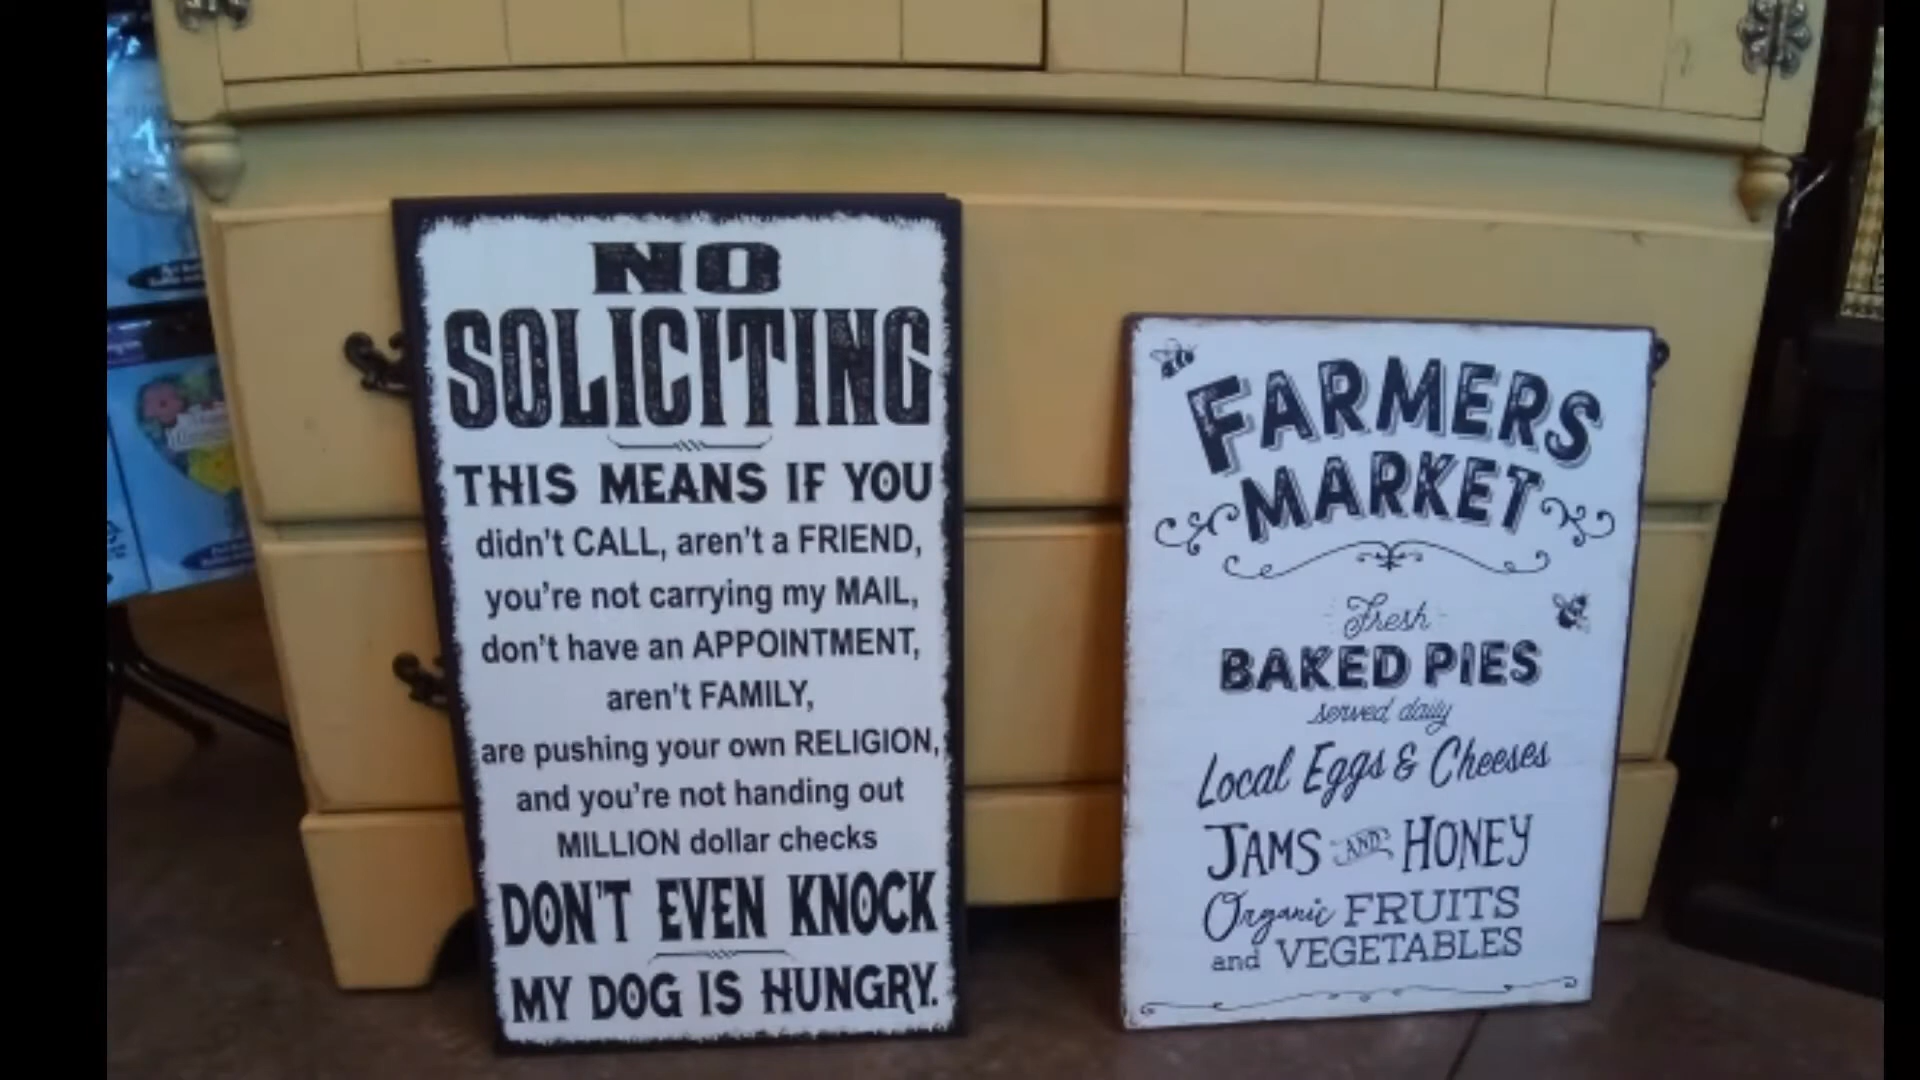 NO
SOLICITING
THIS MEANS IF YOU
didn't CALL, aren't a FRIEND,
you're not carrying my MAIL,
don't have an APPOINTMENT,
aren't FAMILY,
are pushing your own RELIGION,
and you're not handing out
MILLION dollar checks
DON'T EVEN KNOCK
MY DOG IS HUNGRY.
FARMERS
MARKET
Fresh
BAKED PIES
served daily
Local Eggs & Cheeses
JAMS AND HONEY
Organic FRUITS
and VEGETABLES